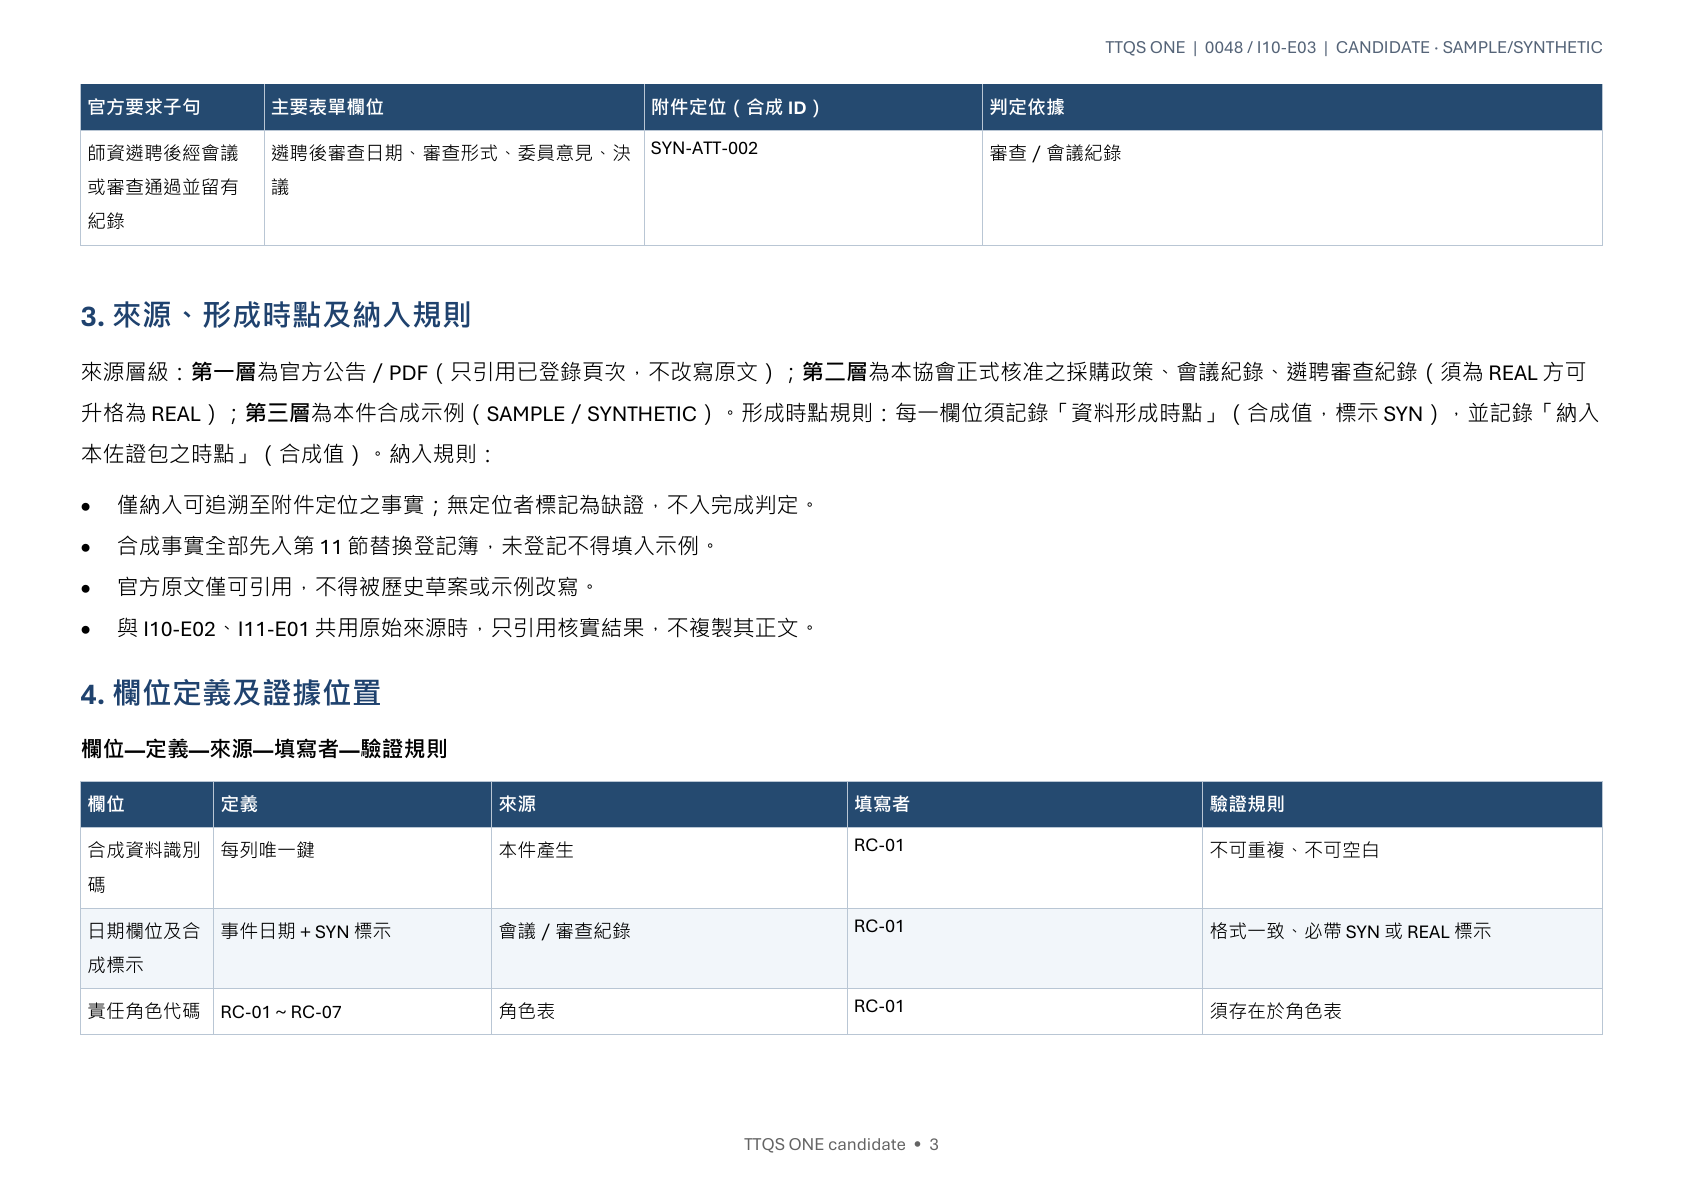 TTQS ONE | 0048 / I10-E03 | CANDIDATE · SAMPLE/SYNTHETIC
官方要求子句 主要表單欄位 附件定位（合成 ID） 判定依據
師資遴聘後經會議 遴聘後審查日期、審查形式、委員意見、決 SYN-ATT-002 審查 / 會議紀錄
或審查通過並留有 議
紀錄
3. 來源、形成時點及納入規則
來源層級：第一層為官方公告 / PDF（只引用已登錄頁次，不改寫原文）；第二層為本協會正式核准之採購政策、會議紀錄、遴聘審查紀錄（須為 REAL 方可
升格為 REAL）；第三層為本件合成示例（SAMPLE / SYNTHETIC）。形成時點規則：每一欄位須記錄「資料形成時點」（合成值，標示 SYN），並記錄「納入
本佐證包之時點」（合成值）。納入規則：
● 僅納入可追溯至附件定位之事實；無定位者標記為缺證，不入完成判定。
● 合成事實全部先入第 11 節替換登記簿，未登記不得填入示例。
● 官方原文僅可引用，不得被歷史草案或示例改寫。
● 與 I10-E02、I11-E01 共用原始來源時，只引用核實結果，不複製其正文。
4. 欄位定義及證據位置
欄位—定義—來源—填寫者—驗證規則
欄位 定義 來源 填寫者 驗證規則
合成資料識別 每列唯一鍵 本件產生 RC-01 不可重複、不可空白
碼
日期欄位及合 事件日期 + SYN 標示 會議 / 審查紀錄 RC-01 格式一致、必帶 SYN 或 REAL 標示
成標示
責任角色代碼 RC-01 ~ RC-07 角色表 RC-01 須存在於角色表
TTQS ONE candidate • 3